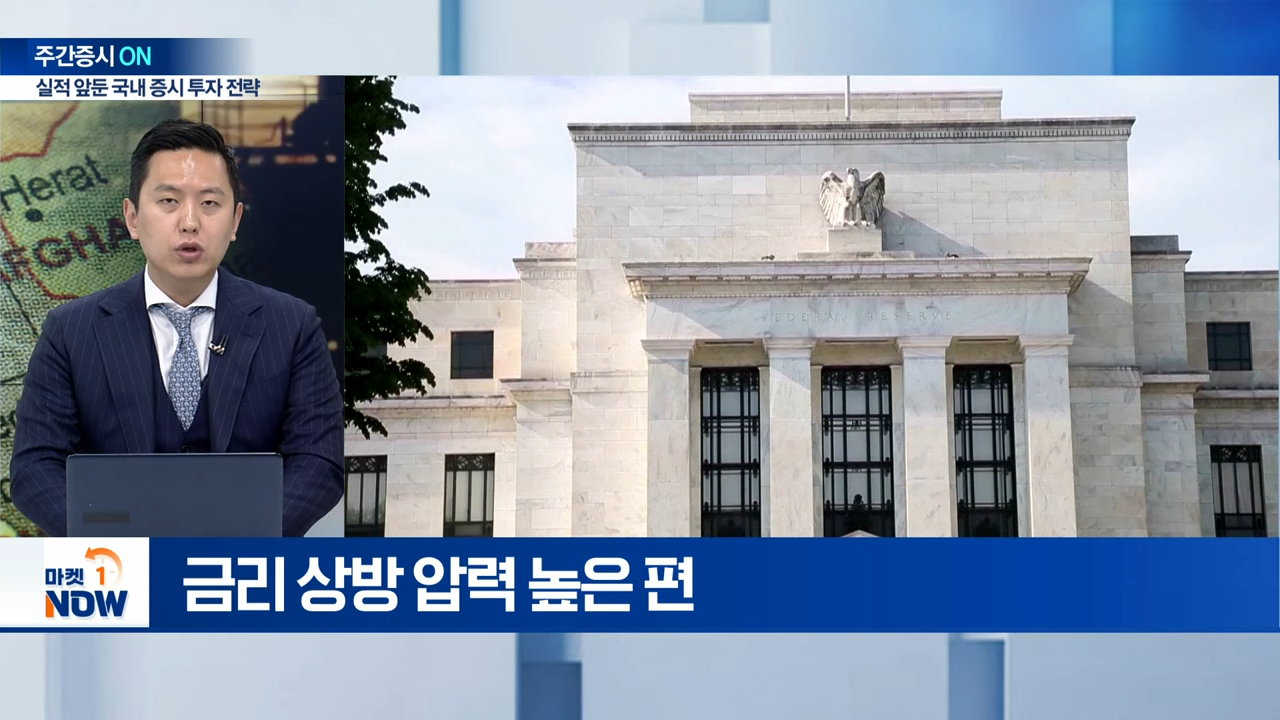 주간증시 ON
실적 앞둔 국내 증시 투자 전략
Herat
FEDERAL RESERVE
마켓 1
NOW
금리 상방 압력 높은 편